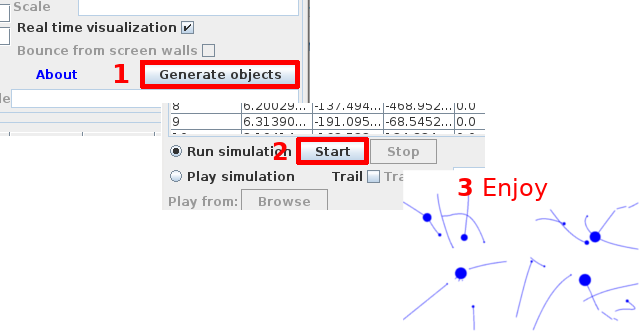 Scale
Real time visualization
Bounce from screen walls
About 1 Generate objects
8 6.20029... -137.494... -468.952... 0.0
9 6.31390... -191.095... -68.5452... 0.0
Run simulation 2 Start Stop
Play simulation Trail
Play from: Browse
3 Enjoy